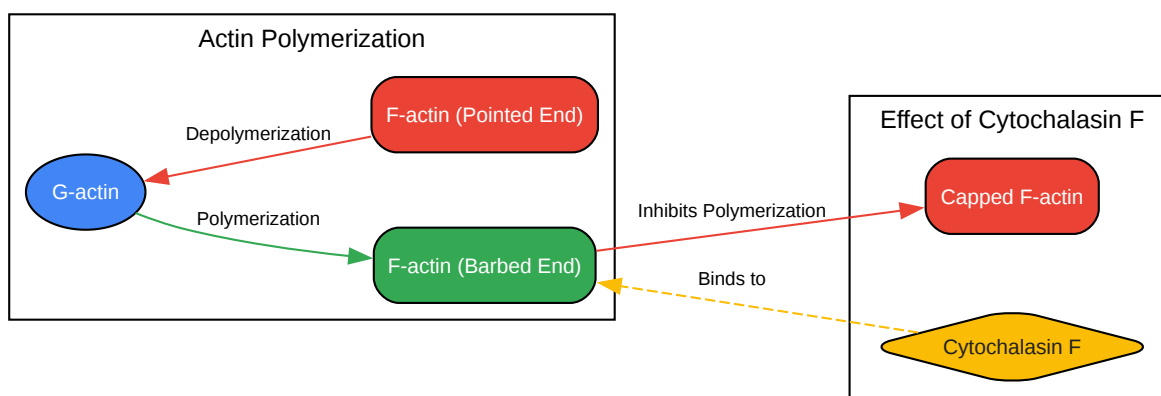 Actin Polymerization
F-actin (Pointed End)
Depolymerization
G-actin
Polymerization
F-actin (Barbed End)
Inhibits Polymerization
Binds to
Effect of Cytochalasin F
Capped F-actin
Cytochalasin F